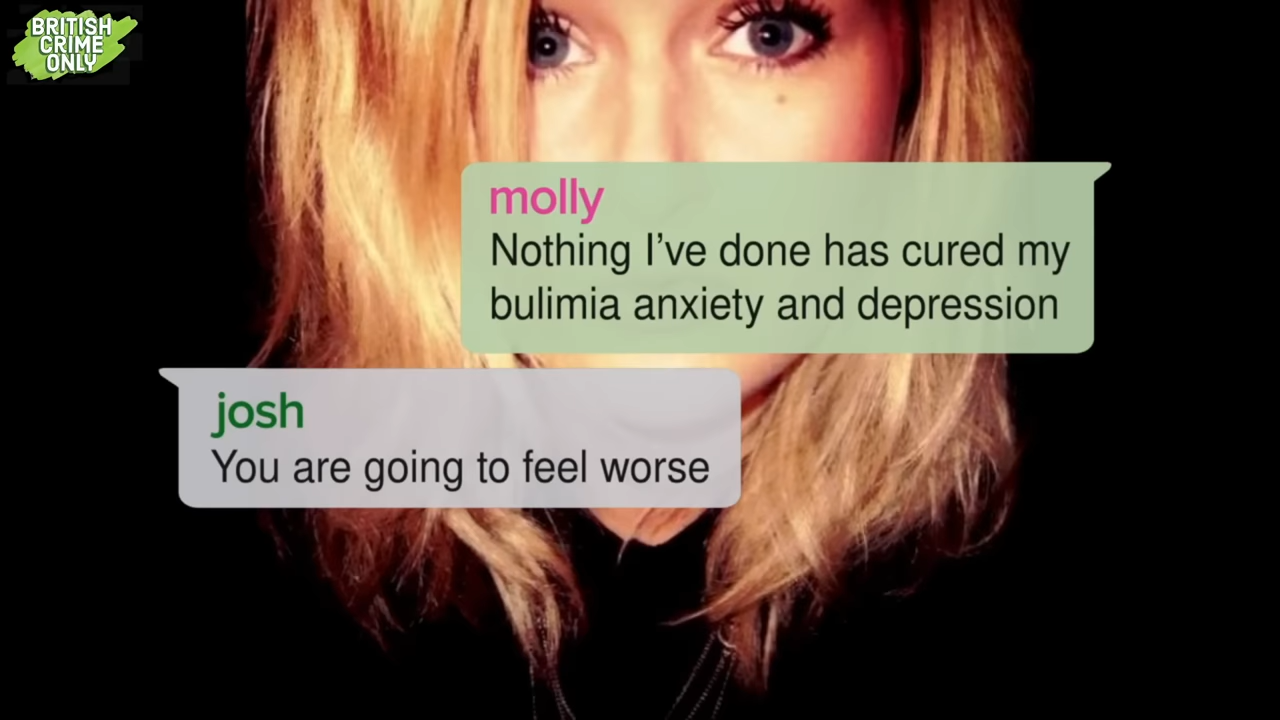 BRITISH
CRIME
ONLY
molly
Nothing I've done has cured my
bulimia anxiety and depression
josh
You are going to feel worse